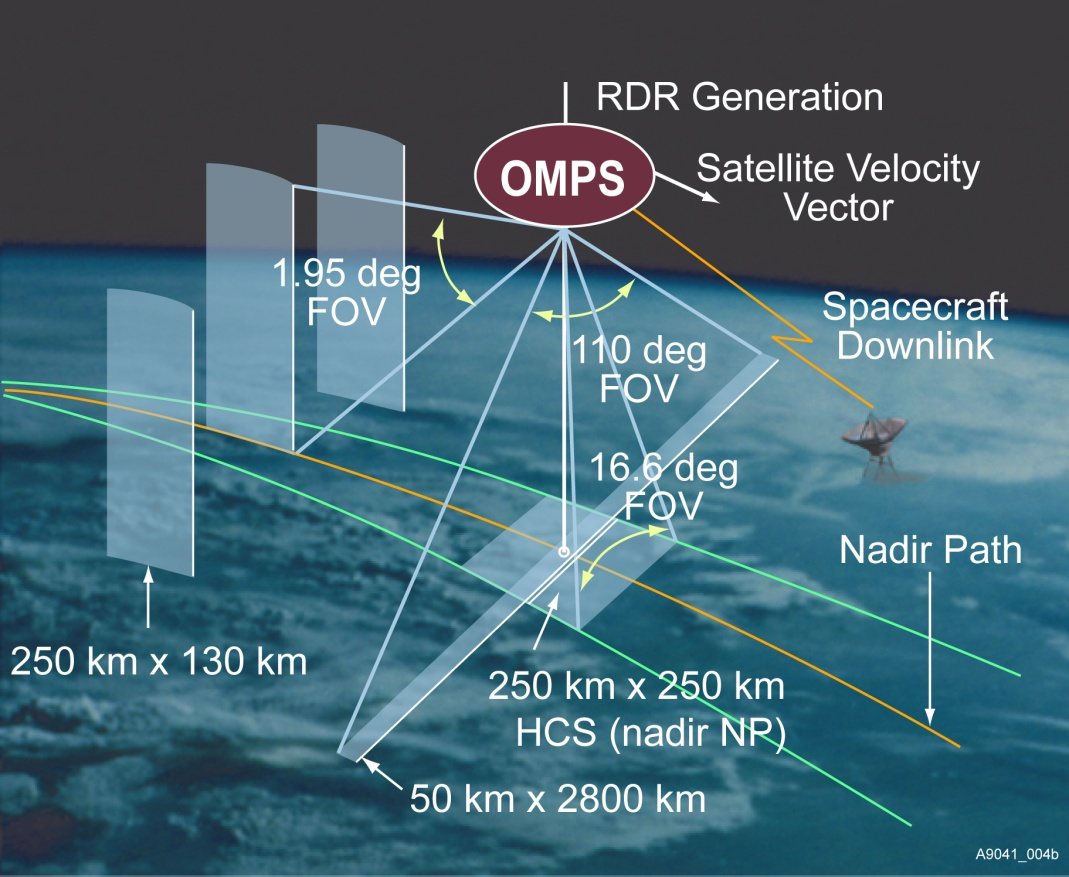 RDR Generation
OMPS
Satellite Velocity
Vector
1.95 deg
FOV
Spacecraft
Downlink
110 deg
FOV
16.6 deg
FOV
Nadir Path
250 km x 130 km
250 km x 250 km
HCS (nadir NP)
50 km x 2800 km
A9041_004b